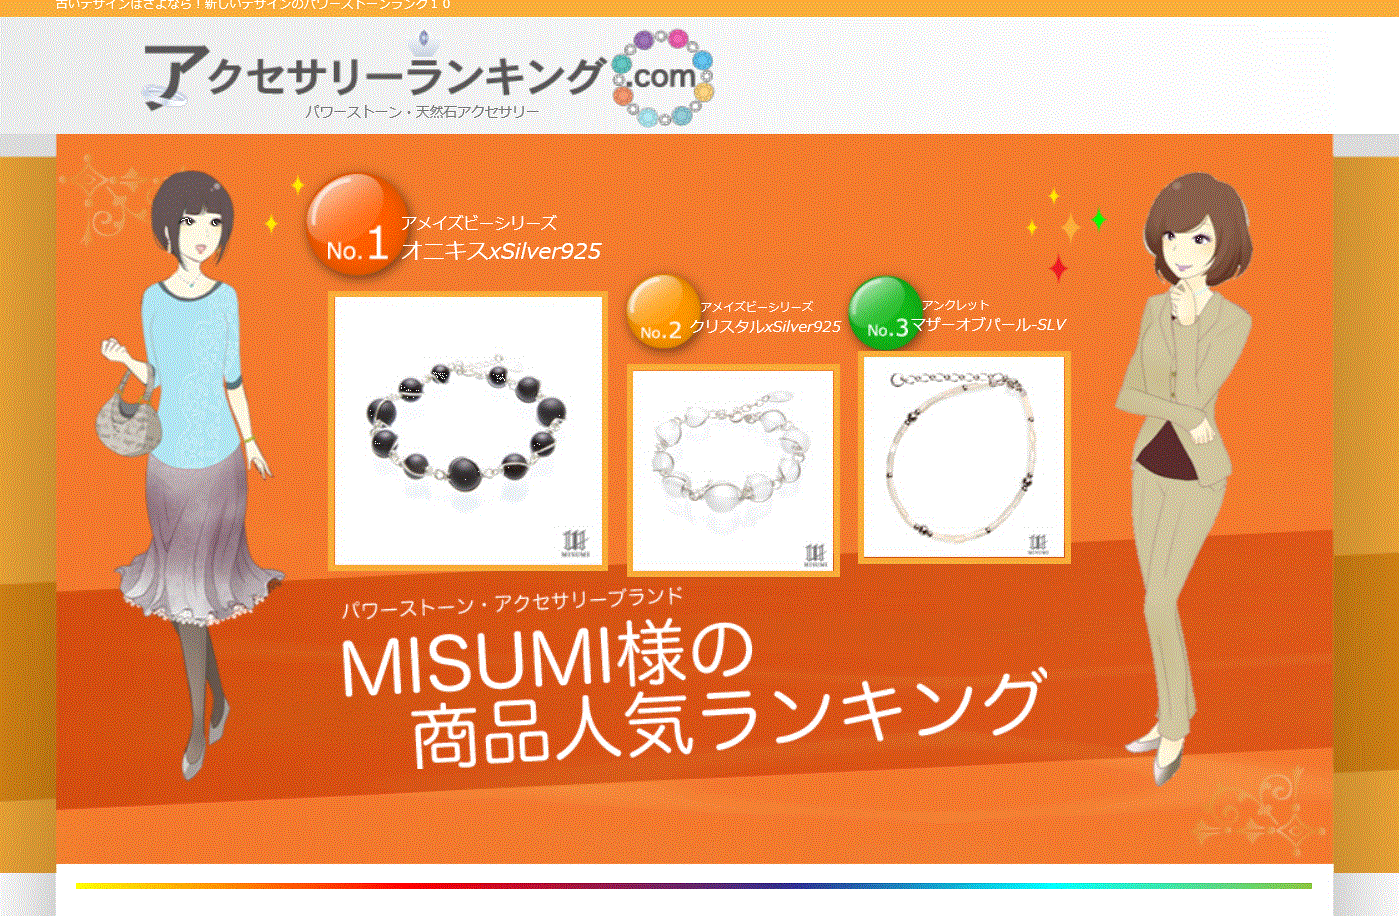 古いデザインはさよなら！新しいデザインのパワーストーンランク１０
アクセサリーランキング.com
パワーストーン・天然石アクセサリー
No.1
アメイズビーシリーズ
オニキスxSilver925
No.2
アメイズビーシリーズ
クリスタルxSilver925
No.3
アンクレット
マザーオブパール-SLV
MISUMI
MISUMI
MISUMI
パワーストーン・アクセサリーブランド
MISUMI様の
商品人気ランキング